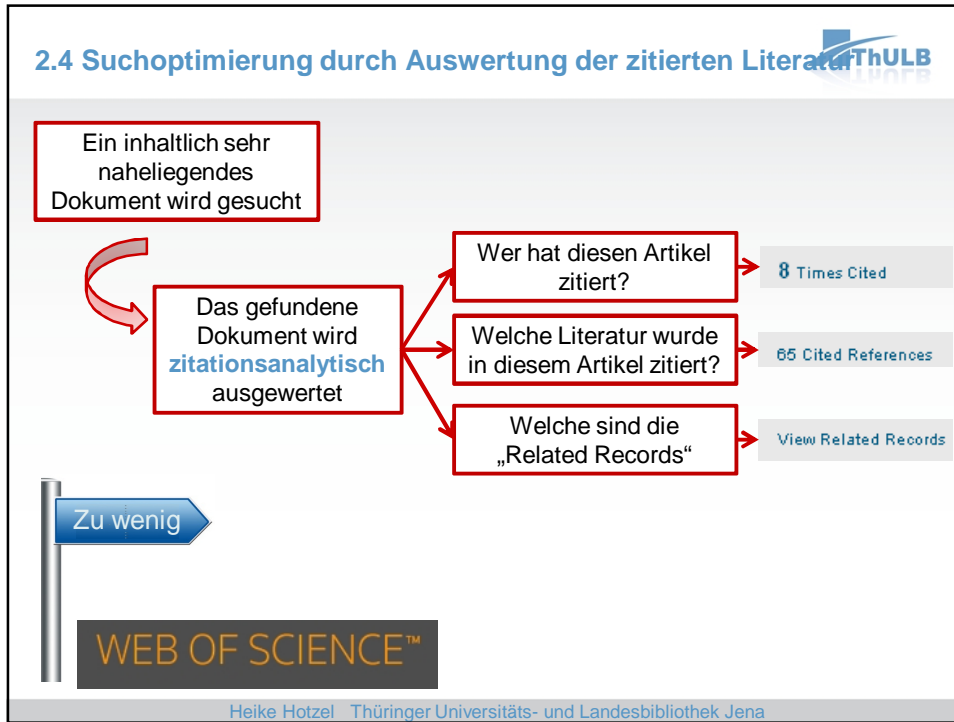 2.4 Suchoptimierung durch Auswertung der zitierten Literatur
ThULB
Ein inhaltlich sehr
naheliegendes
Dokument wird gesucht
Das gefundene
Dokument wird
zitationsanalytisch
ausgewertet
Wer hat diesen Artikel
zitiert?
8 Times Cited
Welche Literatur wurde
in diesem Artikel zitiert?
65 Cited References
Welche sind die
„Related Records“
View Related Records
Zu wenig
WEB OF SCIENCE™
Heike Hotzel Thüringer Universitäts- und Landesbibliothek Jena